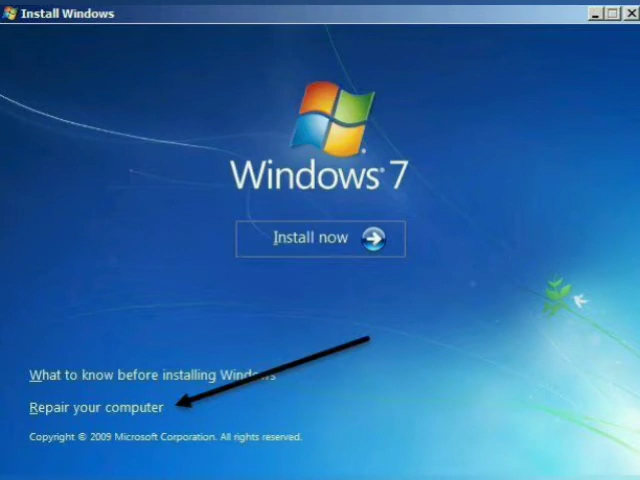 Install Windows
Windows® 7
Install now
What to know before installing Windows
Repair your computer
Copyright © 2009 Microsoft Corporation. All rights reserved.